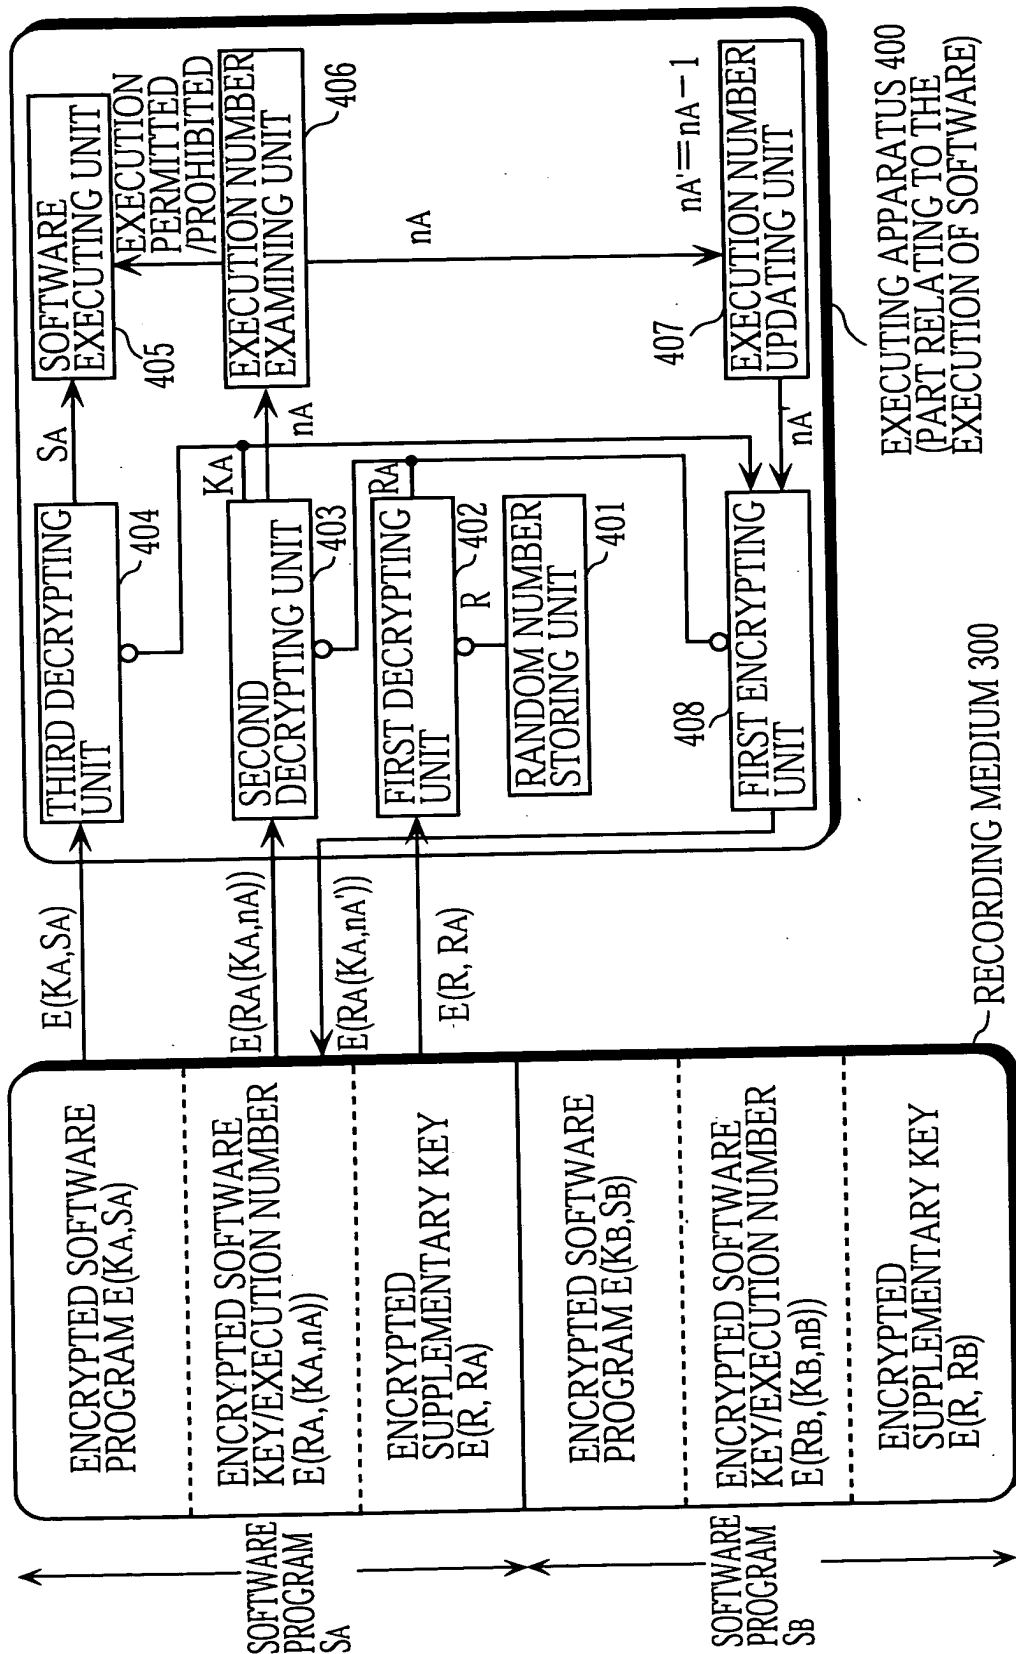 SOFTWARE
PROGRAM
SA
SOFTWARE
PROGRAM
SB
ENCRYPTED SOFTWARE
PROGRAM E(KA,SA)
ENCRYPTED SOFTWARE
KEY/EXECUTION NUMBER
E(RA,(KA,nA))
ENCRYPTED
SUPPLEMENTARY KEY
E(R, RA)
ENCRYPTED SOFTWARE
PROGRAM E(KB,SB)
ENCRYPTED SOFTWARE
KEY/EXECUTION NUMBER
E(RB,(KB,nB))
ENCRYPTED
SUPPLEMENTARY KEY
E(R, RB)
RECORDING MEDIUM 300
E(KA,SA)
E(RA(KA,nA))
E(RA(KA,nA'))
E(R, RA)
THIRD DECRYPTING
UNIT
404
SA
SOFTWARE
EXECUTING UNIT
405
EXECUTION
PERMITTED
/PROHIBITED
SECOND
DECRYPTING UNIT
403
KA
nA
EXECUTION NUMBER
EXAMINING UNIT
406
FIRST DECRYPTING
UNIT
402
RA
R
RANDOM NUMBER
STORING UNIT
401
nA
nA'=nA-1
407
EXECUTION NUMBER
UPDATING UNIT
nA'
408
FIRST ENCRYPTING
UNIT
EXECUTING APPARATUS 400
(PART RELATING TO THE
EXECUTION OF SOFTWARE)